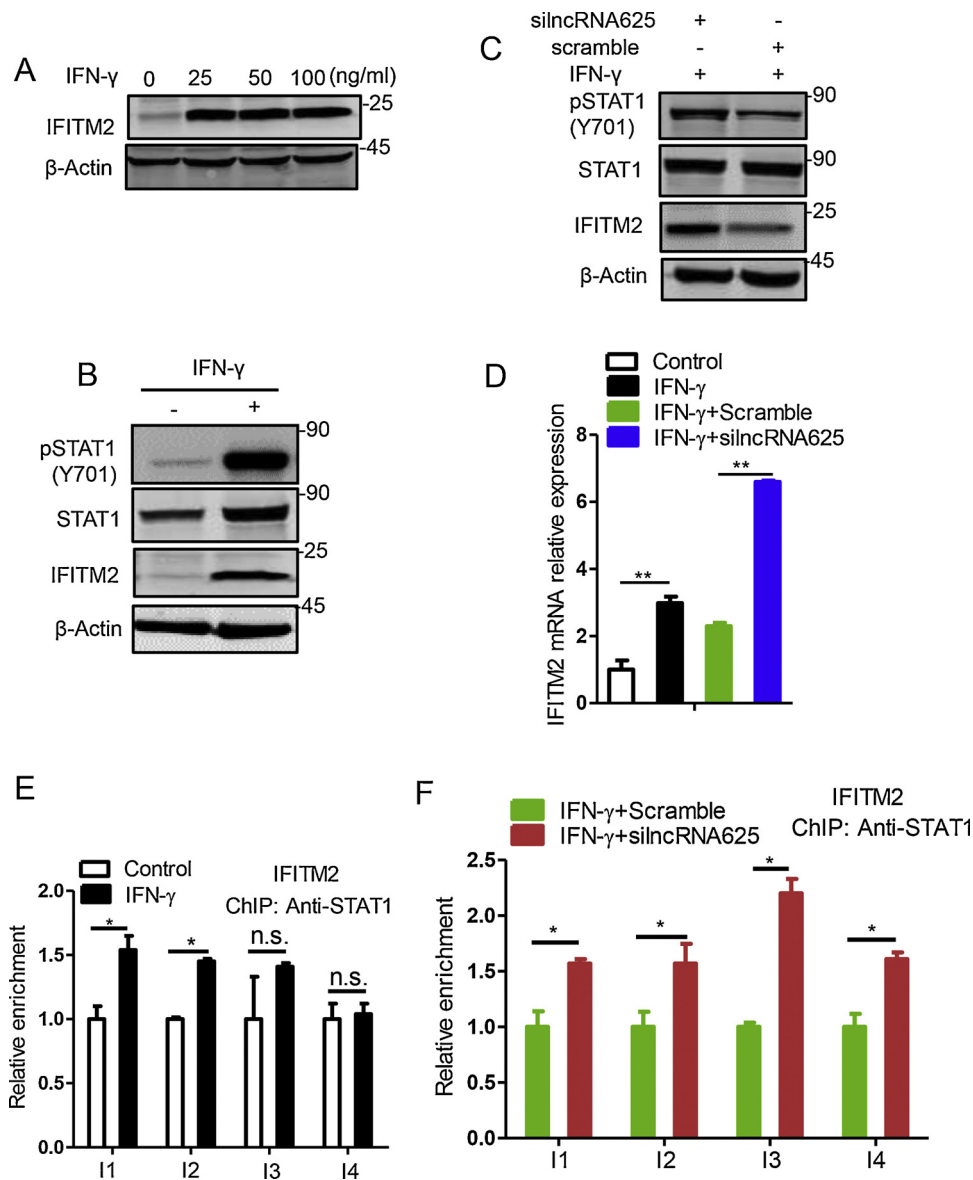 A
IFN-γ 0 25 50 100 (ng/ml)
-25
IFITM2
-45
β-Actin
B
IFN-γ
- +
-90
pSTAT1
(Y701)
-90
STAT1
-25
IFITM2
-45
β-Actin
C
silncRNA625 + -
scramble - +
IFN-γ + +
-90
pSTAT1
(Y701)
STAT1 -90
-25
IFITM2
-45
β-Actin
D
Control
IFN-γ
IFN-γ+Scramble
IFN-γ+silncRNA625
IFITM2 mRNA relative expression
8
6
4
2
0
**
**
E
Control
IFN-γ
IFITM2
ChIP: Anti-STAT1
Relative enrichment
2.0
1.5
1.0
0.5
0.0
* * n.s. n.s.
I1 I2 I3 I4
F
IFN-γ+Scramble
IFN-γ+silncRNA625
IFITM2
ChIP: Anti-STAT1
Relative enrichment
2.5
2.0
1.5
1.0
0.5
0.0
* * * *
I1 I2 I3 I4